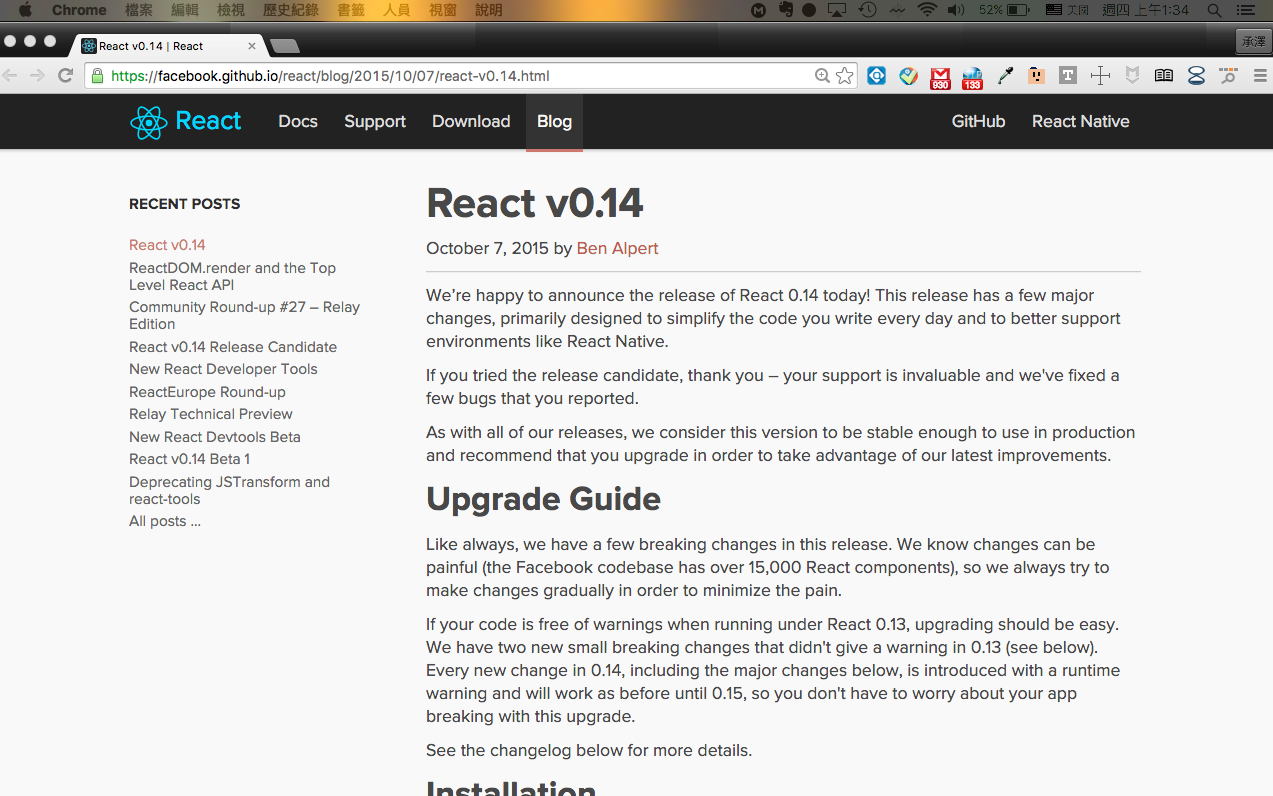 Chrome 檔案 編輯 檢視 歷史紀錄 書籤 人員 視窗 說明 52% 美国 週四 上午1:34
React v0.14 | React
承澤
https://facebook.github.io/react/blog/2015/10/07/react-v0.14.html
930
133
React Docs Support Download Blog GitHub React Native
RECENT POSTS
React v0.14
ReactDOM.render and the Top
Level React API
Community Round-up #27 – Relay
Edition
React v0.14 Release Candidate
New React Developer Tools
ReactEurope Round-up
Relay Technical Preview
New React Devtools Beta
React v0.14 Beta 1
Deprecating JSTransform and
react-tools
All posts ...
React v0.14
October 7, 2015 by Ben Alpert
We're happy to announce the release of React 0.14 today! This release has a few major
changes, primarily designed to simplify the code you write every day and to better support
environments like React Native.
If you tried the release candidate, thank you – your support is invaluable and we've fixed a
few bugs that you reported.
As with all of our releases, we consider this version to be stable enough to use in production
and recommend that you upgrade in order to take advantage of our latest improvements.
Upgrade Guide
Like always, we have a few breaking changes in this release. We know changes can be
painful (the Facebook codebase has over 15,000 React components), so we always try to
make changes gradually in order to minimize the pain.
If your code is free of warnings when running under React 0.13, upgrading should be easy.
We have two new small breaking changes that didn't give a warning in 0.13 (see below).
Every new change in 0.14, including the major changes below, is introduced with a runtime
warning and will work as before until 0.15, so you don't have to worry about your app
breaking with this upgrade.
See the changelog below for more details.
Installation